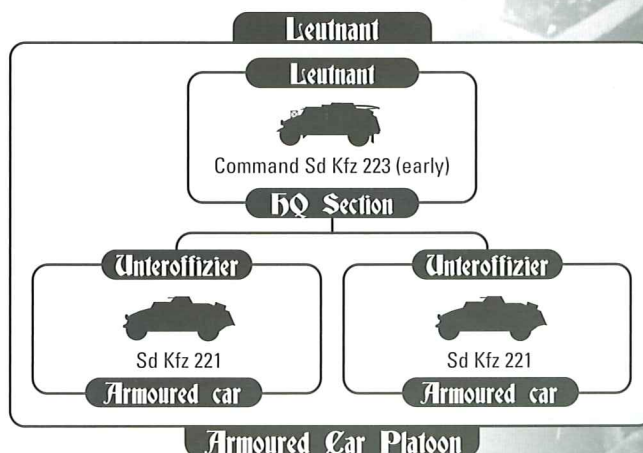 Leutnant
Leutnant
Command Sd Kfz 223 (early)
HQ Section
Unteroffizier
Unteroffizier
Sd Kfz 221
Sd Kfz 221
Armoured car
Armoured car
Armoured Car Platoon